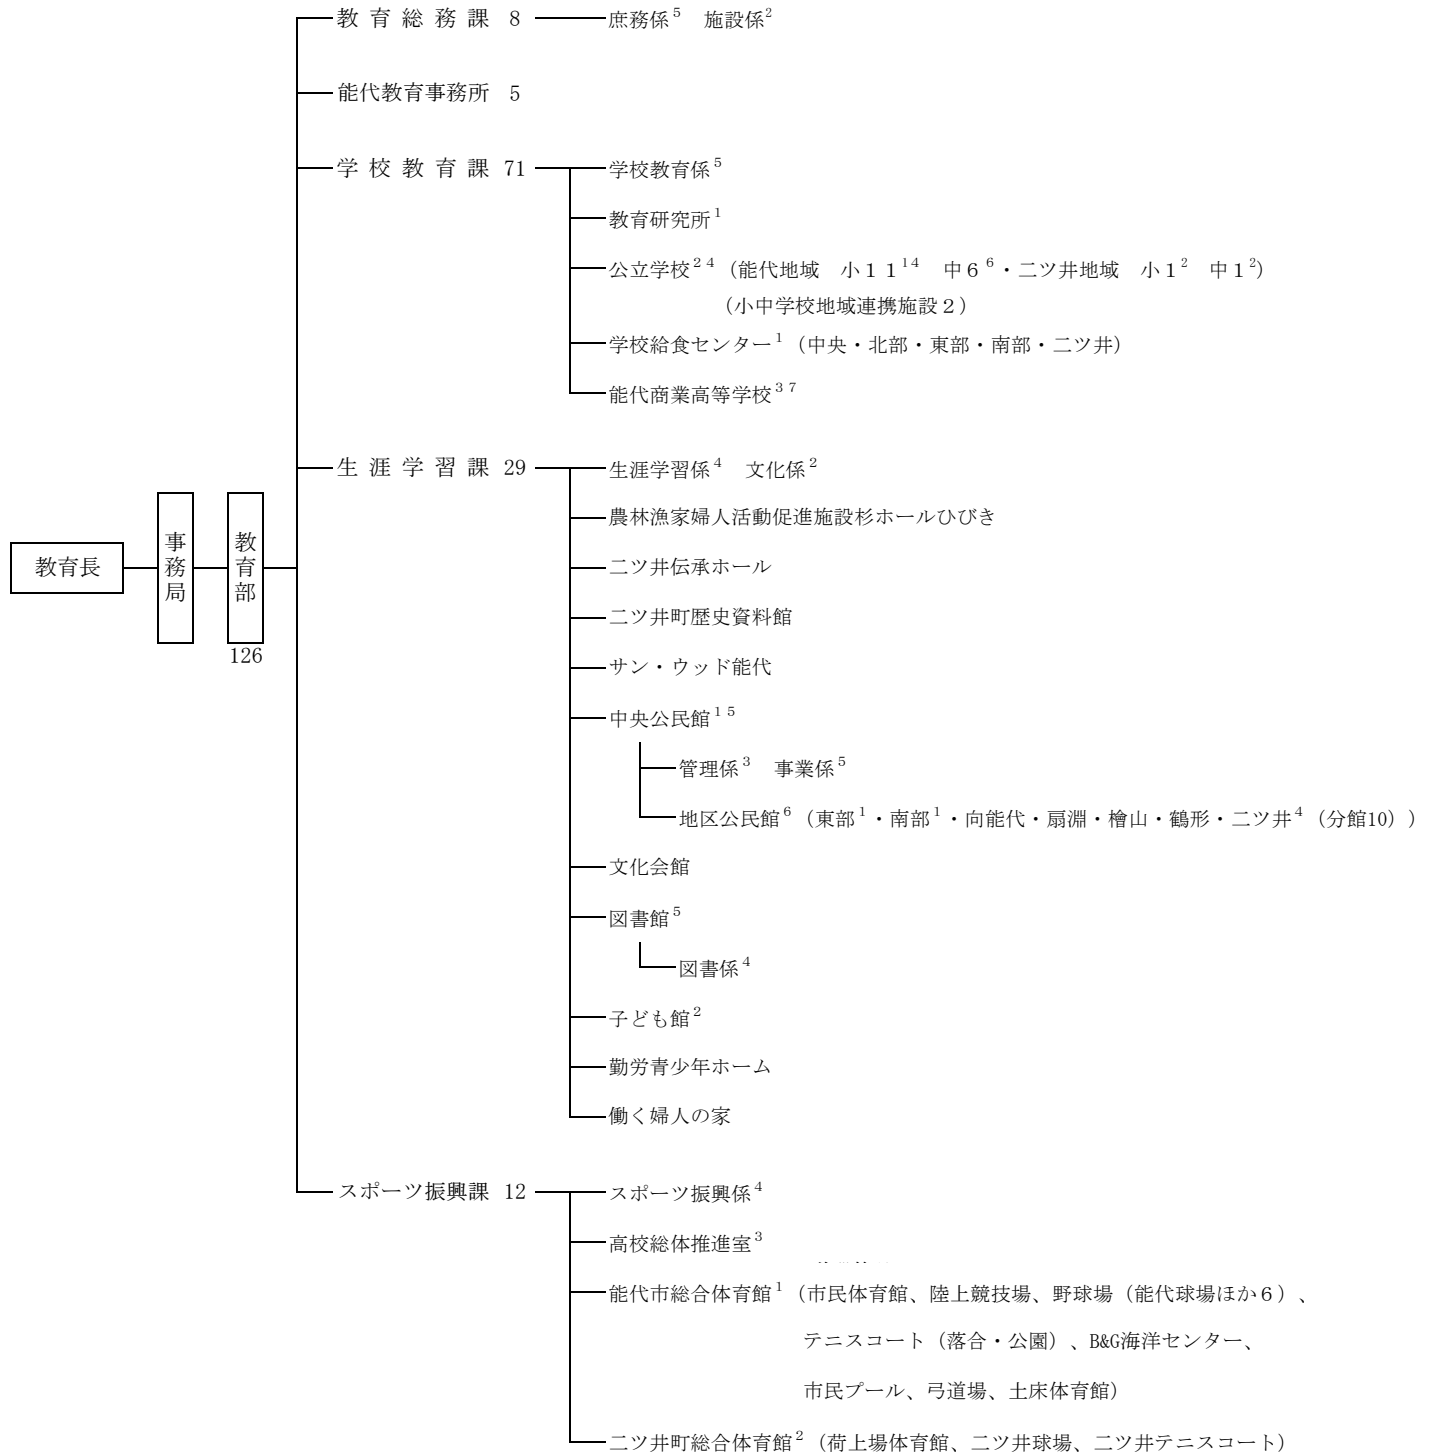 教育総務課 8 庶務係5 施設係2
能代教育事務所 5
学校教育課 71 学校教育係5
教育研究所1
公立学校24（能代地域 小１１14 中６6・二ツ井地域 小１2 中１2）
（小中学校地域連携施設２）
学校給食センター1（中央・北部・東部・南部・二ツ井）
能代商業高等学校37
生涯学習課 29 生涯学習係4 文化係2
農林漁家婦人活動促進施設杉ホールひびき
教育長
事務局
教育部
126
二ツ井伝承ホール
二ツ井町歴史資料館
サン・ウッド能代
中央公民館15
管理係3 事業係5
地区公民館6（東部1・南部1・向能代・扇淵・檜山・鶴形・二ツ井4（分館10））
文化会館
図書館5
図書係4
子ども館2
勤労青少年ホーム
働く婦人の家
スポーツ振興課 12 スポーツ振興係4
高校総体推進室3
能代市総合体育館1（市民体育館、陸上競技場、野球場（能代球場ほか６）、
テニスコート（落合・公園）、B&G海洋センター、
市民プール、弓道場、土床体育館）
二ツ井町総合体育館2（荷上場体育館、二ツ井球場、二ツ井テニスコート）